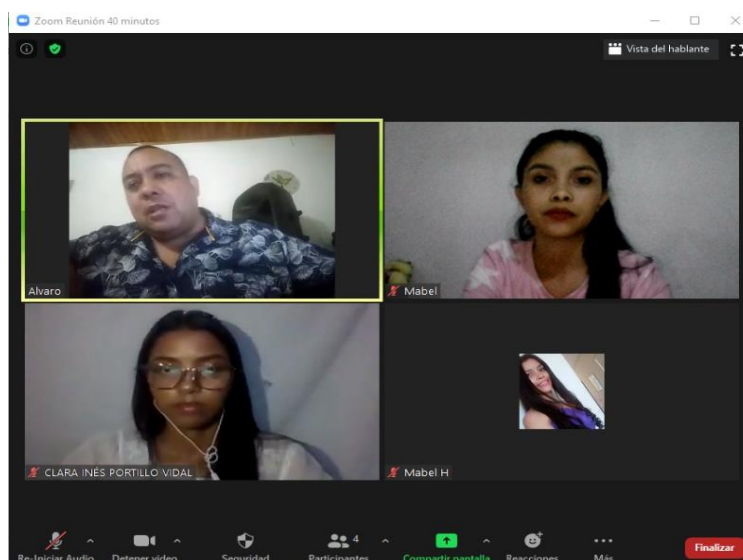 Zoom Reunión 40 minutos
Vista del hablante
Alvaro
Mabel
CLARA INÉS PORTILLO VIDAL
Mabel H
4
Re-Iniciar Audio Detener video Seguridad Participantes Compartir pantalla Reacciones Más
Finalizar